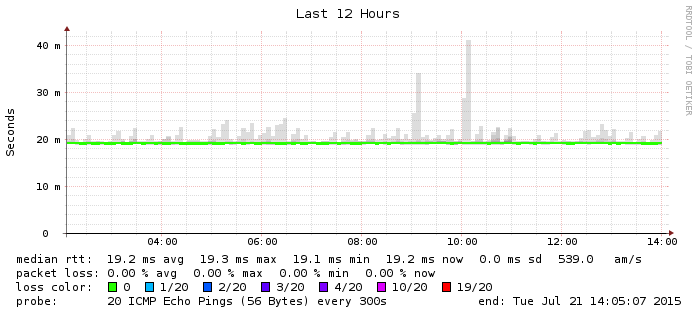 Last 12 Hours
RRDTOOL / TOBI OETIKER
Seconds
40 m
30 m
20 m
10 m
0
04:00 06:00 08:00 10:00 12:00 14:00
median rtt: 19.2 ms avg 19.3 ms max 19.1 ms min 19.2 ms now 0.0 ms sd 539.0 am/s
packet loss: 0.00 % avg 0.00 % max 0.00 % min 0.00 % now
loss color: 0 1/20 2/20 3/20 4/20 10/20 19/20
probe: 20 ICMP Echo Pings (56 Bytes) every 300s end: Tue Jul 21 14:05:07 2015